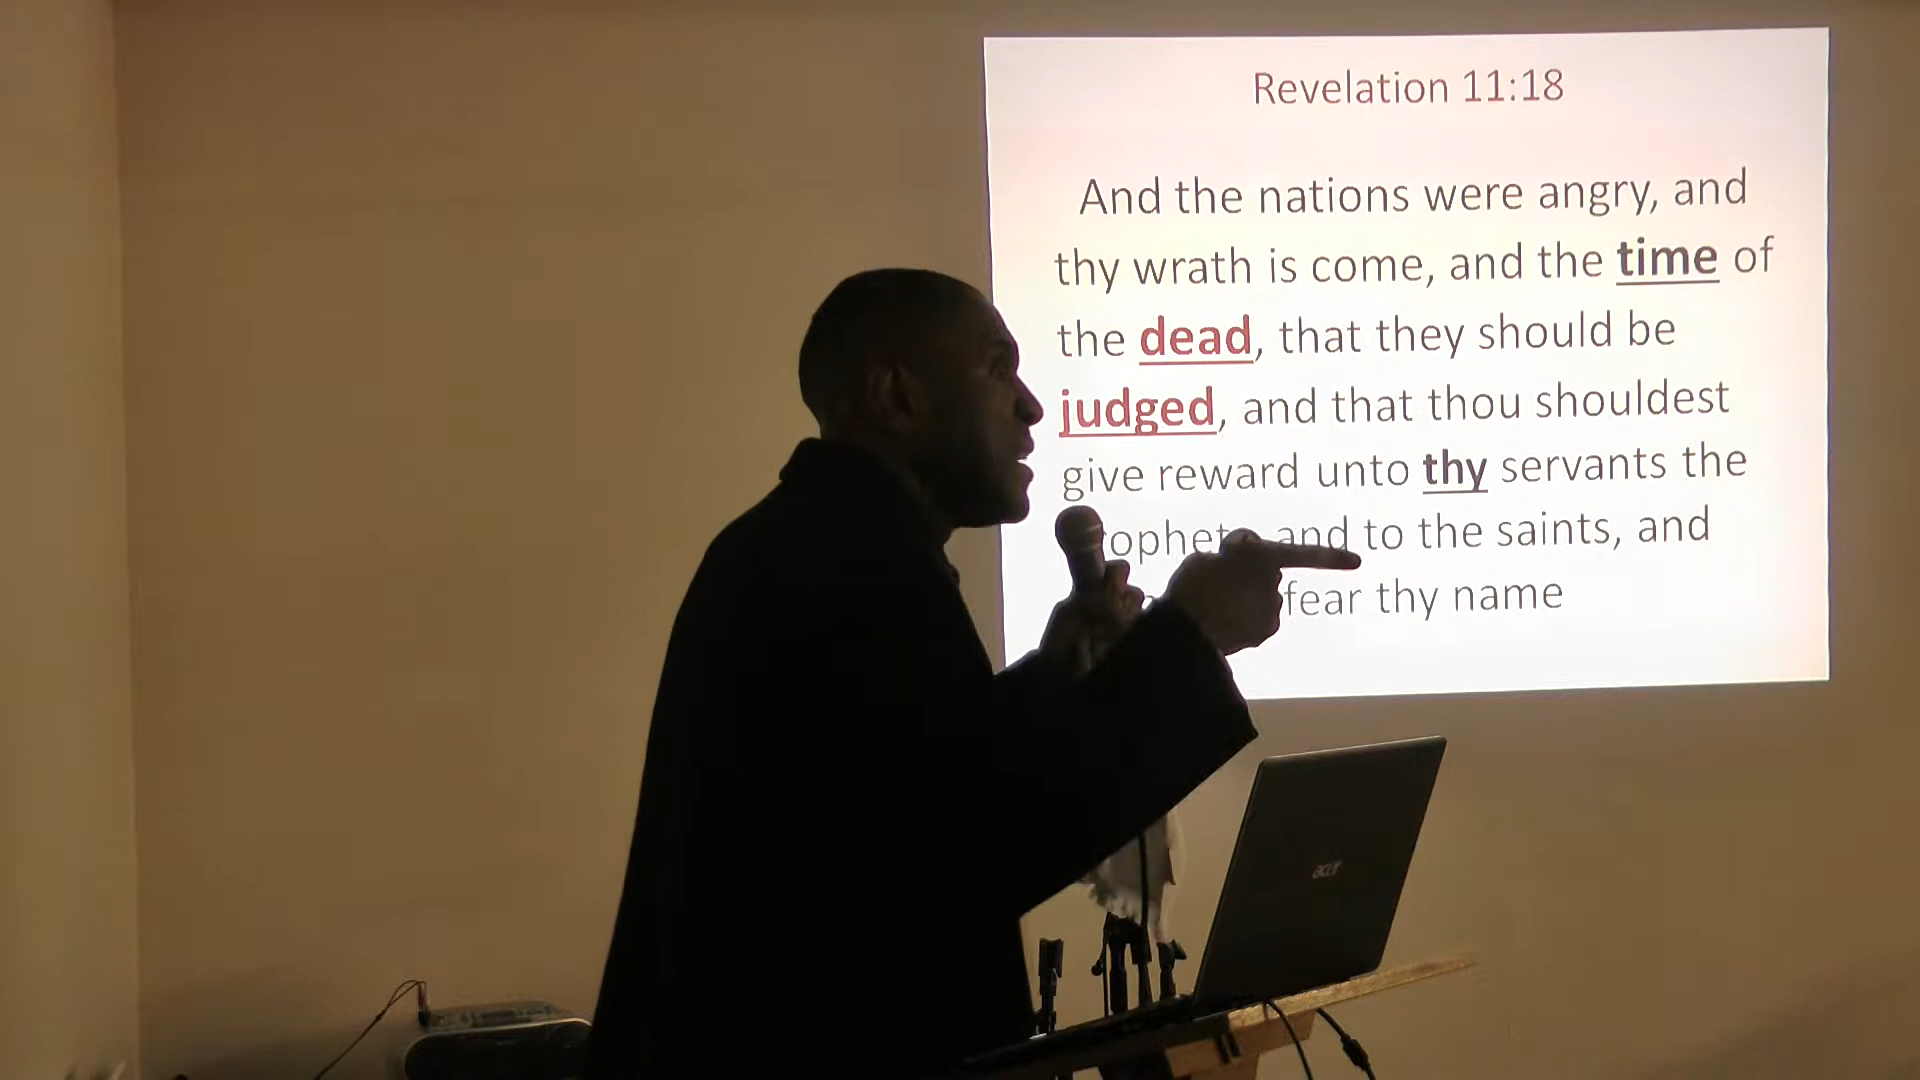 Revelation 11:18
And the nations were angry, and
thy wrath is come, and the time of
the dead, that they should be
judged, and that thou shouldest
give reward unto thy servants the
and to the saints, and
fear thy name
acer